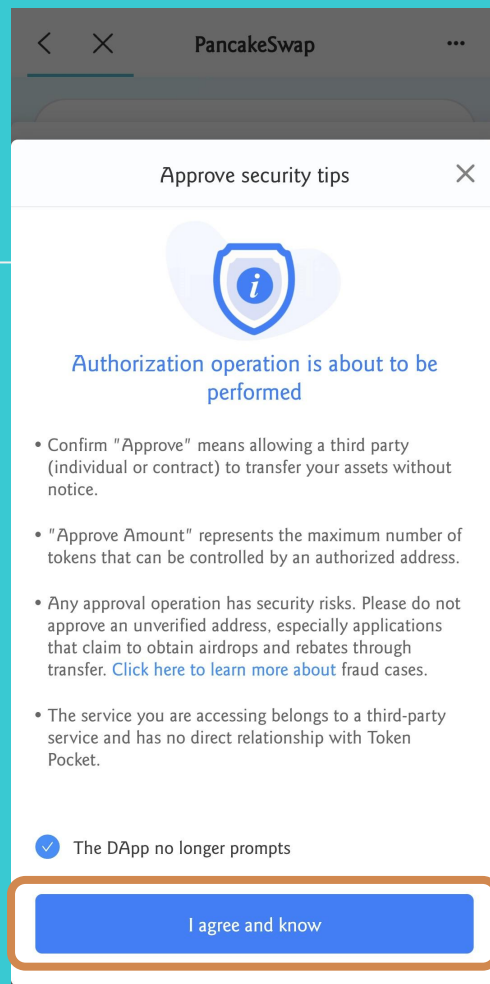 PancakeSwap
Approve security tips
Authorization operation is about to be
performed
• Confirm "Approve" means allowing a third party
(individual or contract) to transfer your assets without
notice.
• "Approve Amount" represents the maximum number of
tokens that can be controlled by an authorized address.
• Any approval operation has security risks. Please do not
approve an unverified address, especially applications
that claim to obtain airdrops and rebates through
transfer. Click here to learn more about fraud cases.
• The service you are accessing belongs to a third-party
service and has no direct relationship with Token
Pocket.
The DApp no longer prompts
I agree and know